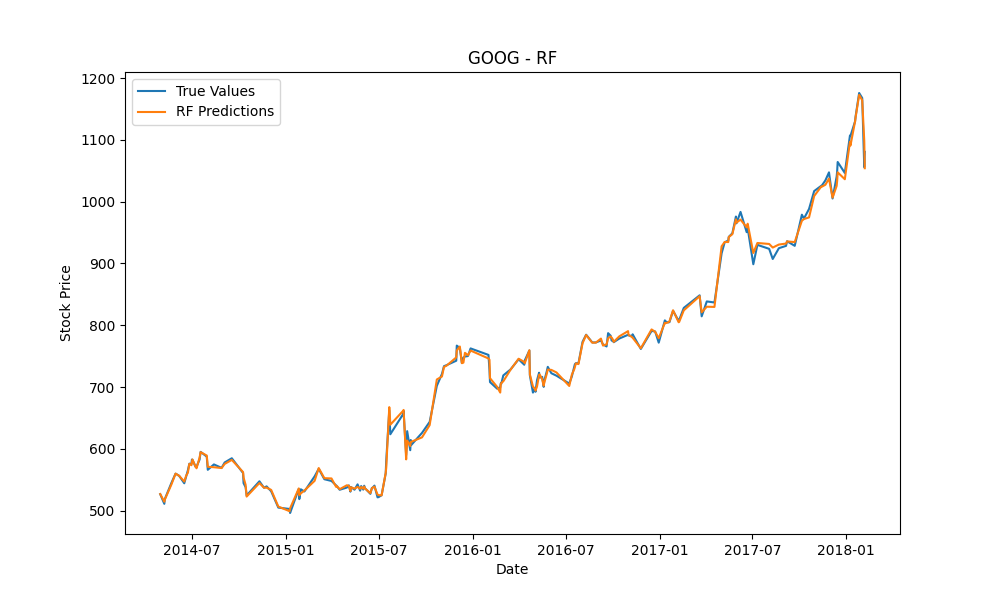 GOOG - RF
True Values
RF Predictions
Stock Price
1200
1100
1000
900
800
700
600
500
2014-07 2015-01 2015-07 2016-01 2016-07 2017-01 2017-07 2018-01
Date